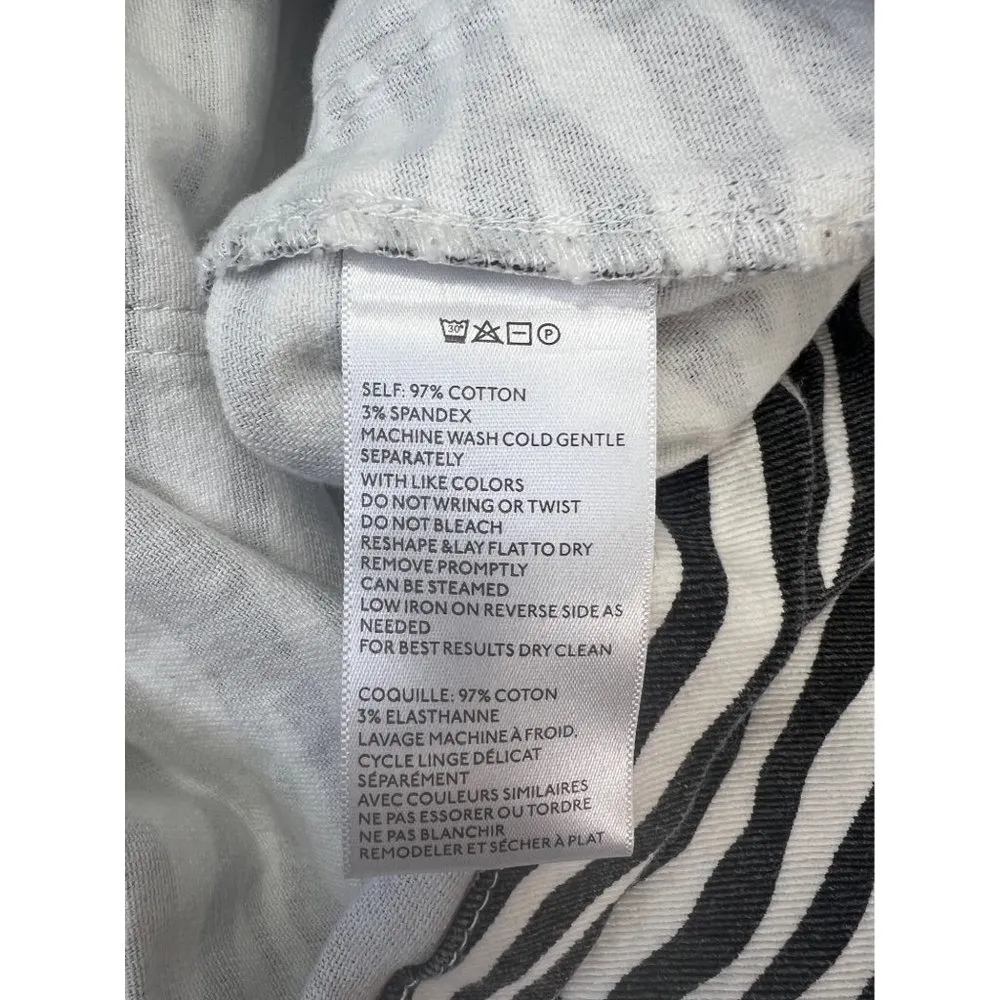 30° P
SELF: 97% COTTON
3% SPANDEX
MACHINE WASH COLD GENTLE
SEPARATELY
WITH LIKE COLORS
DO NOT WRING OR TWIST
DO NOT BLEACH
RESHAPE & LAY FLAT TO DRY
REMOVE PROMPTLY
CAN BE STEAMED
LOW IRON ON REVERSE SIDE AS
NEEDED
FOR BEST RESULTS DRY CLEAN
COQUILLE: 97% COTON
3% ELASTHANNE
LAVAGE MACHINE À FROID,
CYCLE LINGE DÉLICAT
SÉPARÉMENT
AVEC COULEURS SIMILAIRES
NE PAS ESSORER OU TORDRE
NE PAS BLANCHIR
REMODELER ET SÉCHER À PLAT